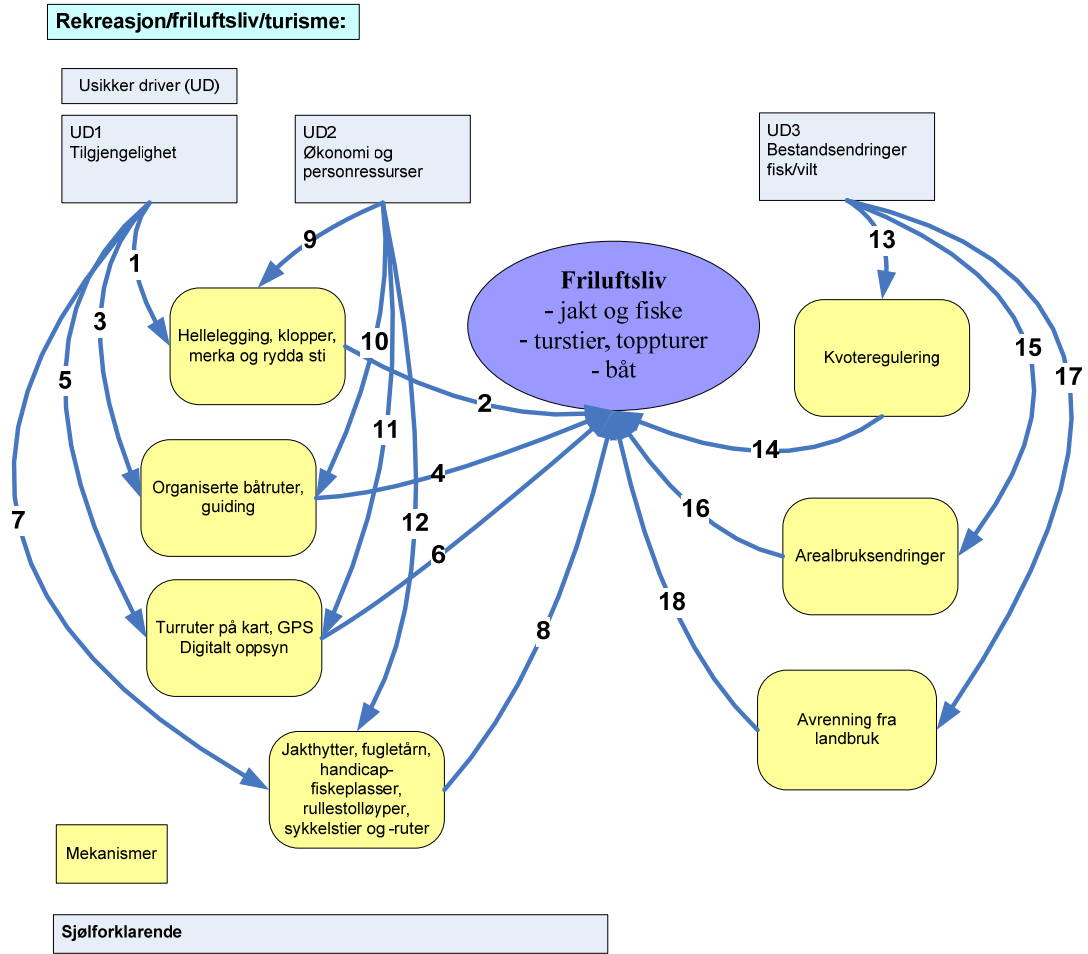 Rekreasjon/friluftsliv/turisme:
Usikker driver (UD)
UD1
Tilgjengelighet
UD2
Økonomi og
personressurser
UD3
Bestandsendringer
fisk/vilt
9
13
1
3
10
15
5
17
2
11
14
4
7
12
16
6
18
8
Friluftsliv
- jakt og fiske
- turstier, toppturer
- båt
Hellelegging, klopper,
merka og rydda sti
Kvoteregulering
Organiserte båtruter,
guiding
Arealbruksendringer
Turruter på kart, GPS
Digitalt oppsyn
Avrenning fra
landbruk
Jakthytter, fugletårn,
handicap-
fiskeplasser,
rullestolløyper,
sykkelstier og -ruter
Mekanismer
Sjølforklarende